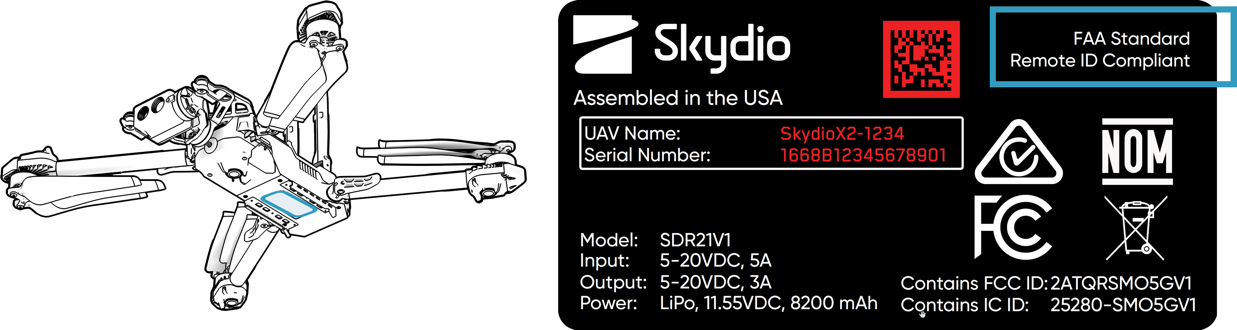 Skydio
FAA Standard
Remote ID Compliant
Assembled in the USA
UAV Name: SkydioX2-1234
Serial Number: 1668B12345678901
NOM
FC
Model: SDR21V1
Input: 5-20VDC, 5A
Output: 5-20VDC, 3A
Power: LiPo, 11.55VDC, 8200 mAh
Contains FCC ID: 2ATQRSMO5GV1
Contains IC ID: 25280-SMO5GV1